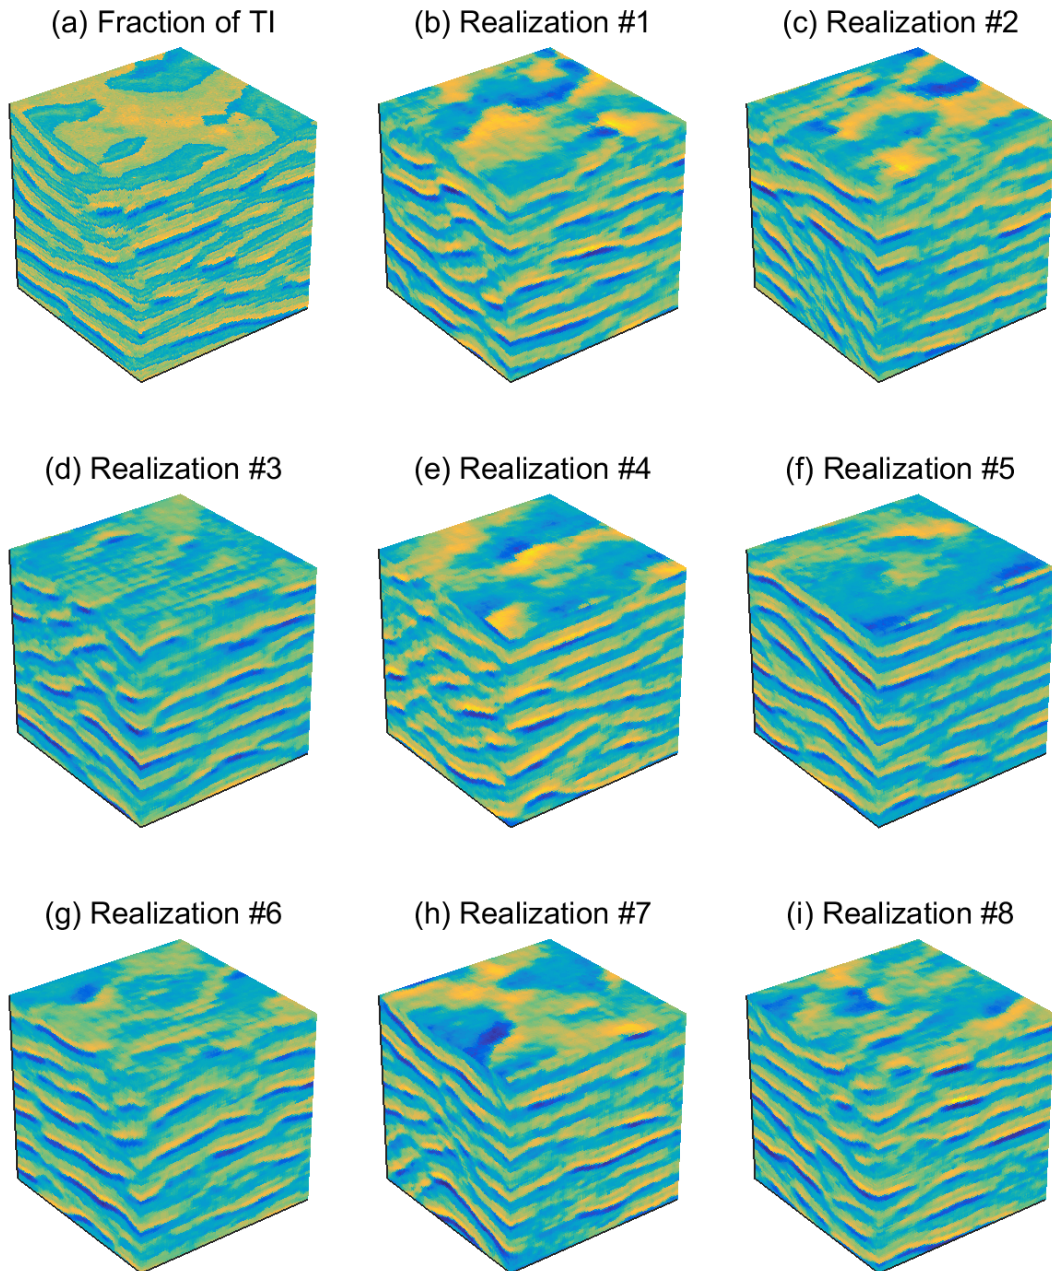 (a) Fraction of TI
(b) Realization #1
(c) Realization #2
(d) Realization #3
(e) Realization #4
(f) Realization #5
(g) Realization #6
(h) Realization #7
(i) Realization #8